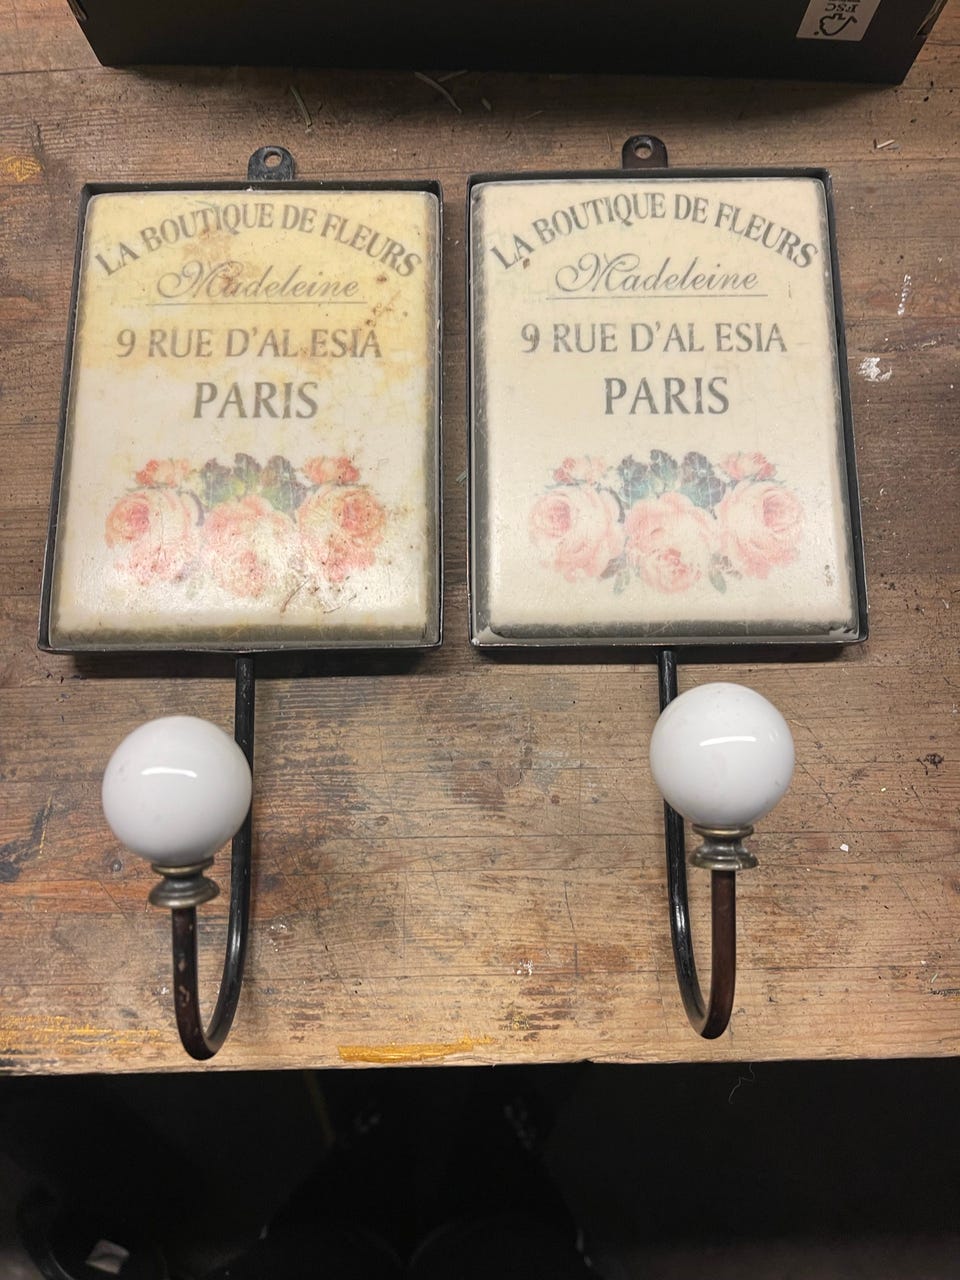 FSC
LA BOUTIQUE DE FLEURS
Madeleine
9 RUE D'AL ESIA
PARIS
LA BOUTIQUE DE FLEURS
Madeleine
9 RUE D'AL ESIA
PARIS